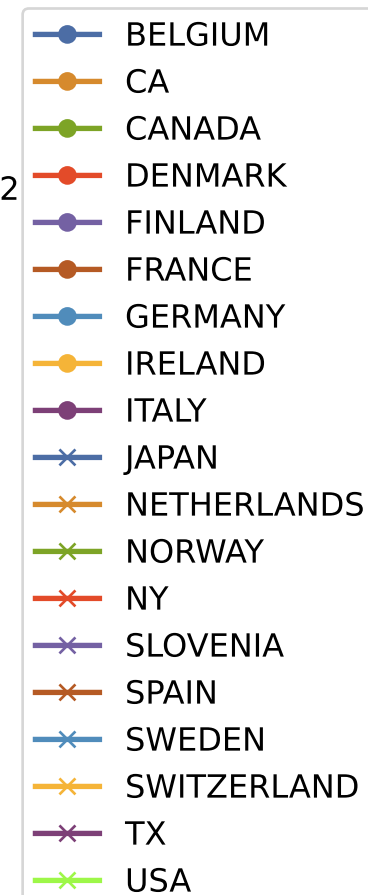 BELGIUM
CA
CANADA
DENMARK
2
FINLAND
FRANCE
GERMANY
IRELAND
ITALY
JAPAN
NETHERLANDS
NORWAY
NY
SLOVENIA
SPAIN
SWEDEN
SWITZERLAND
TX
USA